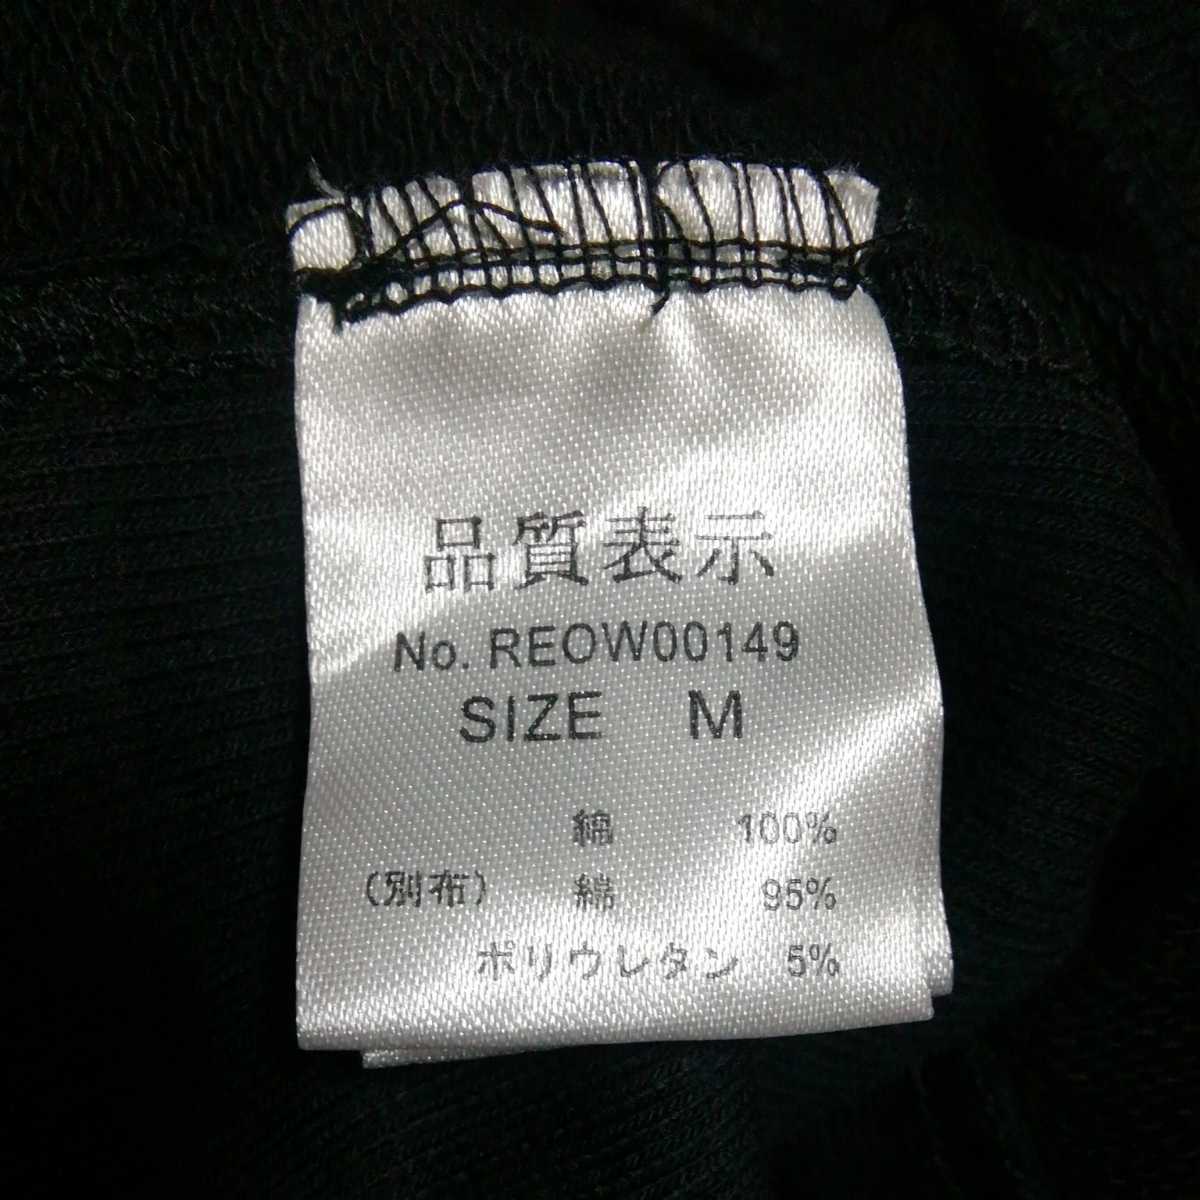 品質表示
No. REOW00149
SIZE M
綿 100%
(別布) 綿 95%
ポリウレタン 5%